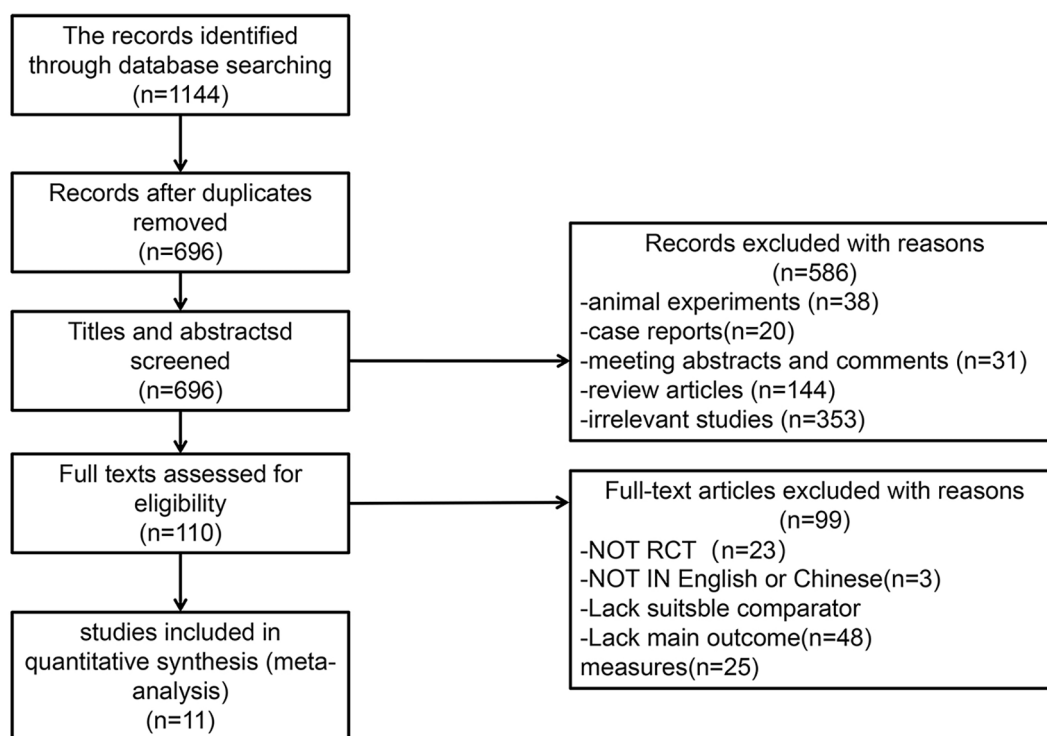 The records identified
through database searching
(n=1144)
Records after duplicates
removed
(n=696)
Titles and abstractsd
screened
(n=696)
Records excluded with reasons
(n=586)
-animal experiments (n=38)
-case reports(n=20)
-meeting abstracts and comments (n=31)
-review articles (n=144)
-irrelevant studies (n=353)
Full texts assessed for
eligibility
(n=110)
Full-text articles excluded with reasons
(n=99)
-NOT RCT (n=23)
-NOT IN English or Chinese(n=3)
-Lack suitsble comparator
-Lack main outcome(n=48)
measures(n=25)
studies included in
quantitative synthesis (meta-
analysis)
(n=11)